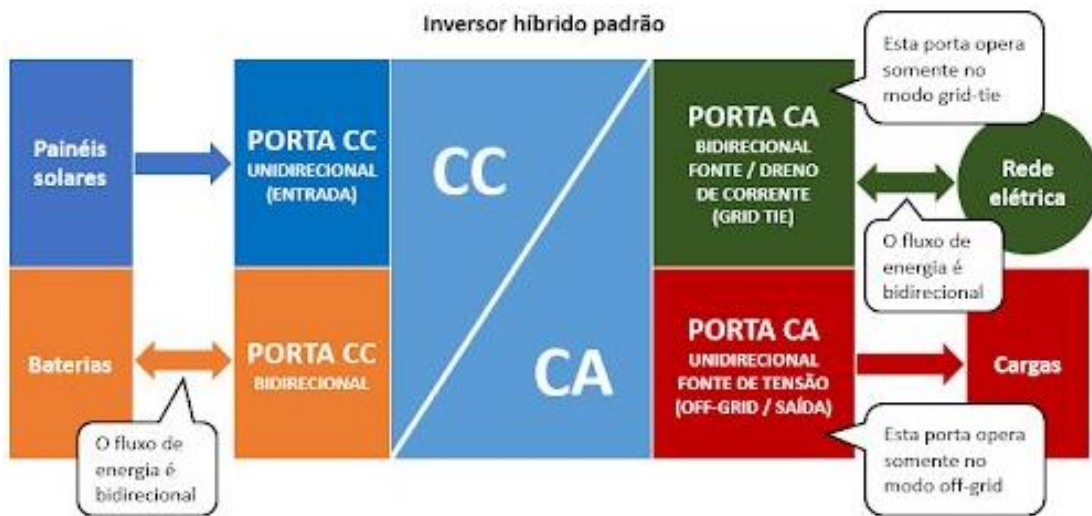 Inversor híbrido padrão
Esta porta opera
somente no
modo grid-tie
Painéis
solares
PORTA CC
UNIDIRECIONAL
(ENTRADA)
CC
PORTA CA
BIDIRECIONAL
FONTE / DRENO
DE CORRENTE
(GRID TIE)
Rede
elétrica
O fluxo de
energia é
bidirecional
Baterias
PORTA CC
BIDIRECIONAL
CA
PORTA CA
UNIDIRECIONAL
FONTE DE TENSÃO
(OFF-GRID / SAÍDA)
Cargas
O fluxo de
energia é
bidirecional
Esta porta opera
somente no
modo off-grid